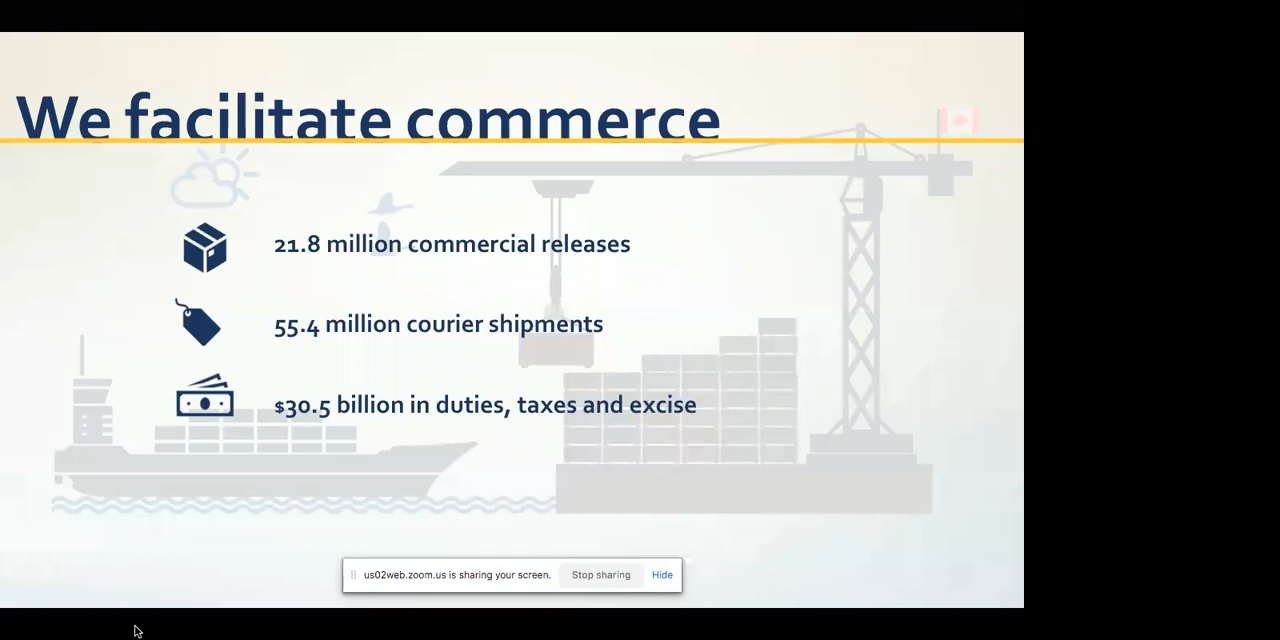 We facilitate commerce
21.8 million commercial releases
55.4 million courier shipments
$30.5 billion in duties, taxes and excise
us02web.zoom.us is sharing your screen. Stop sharing Hide